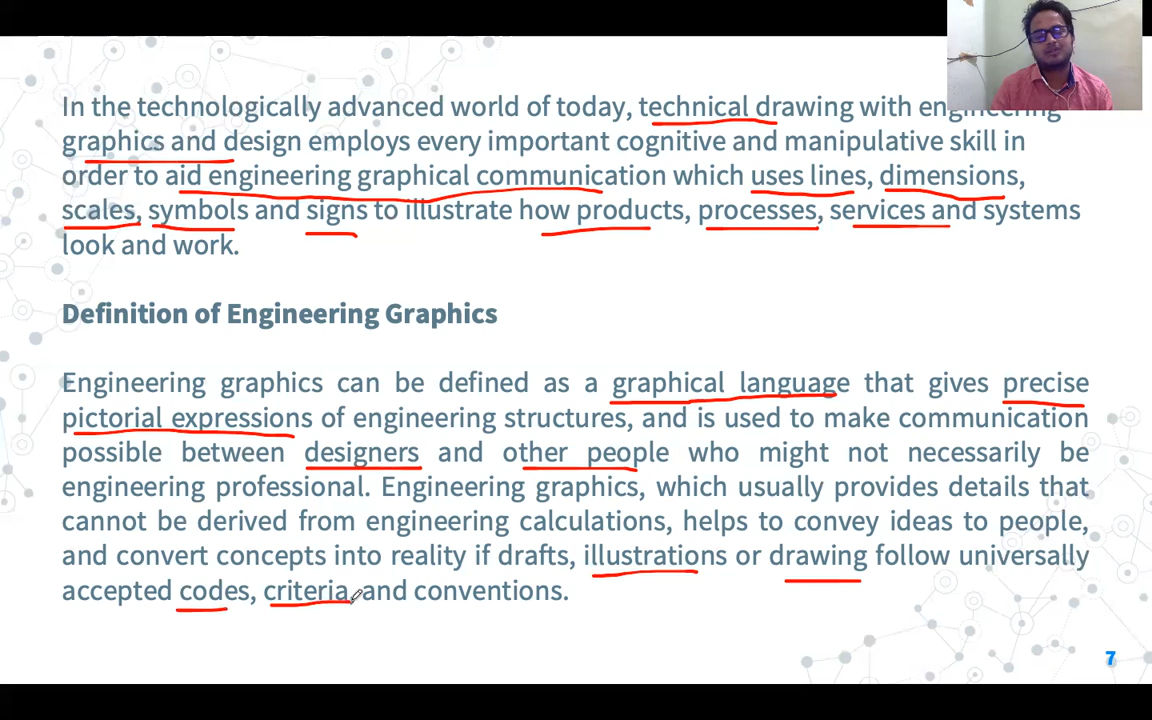 In the technologically advanced world of today, technical drawing with engineering
graphics and design employs every important cognitive and manipulative skill in
order to aid engineering graphical communication which uses lines, dimensions,
scales, symbols and signs to illustrate how products, processes, services and systems
look and work.
Definition of Engineering Graphics
Engineering graphics can be defined as a graphical language that gives precise
pictorial expressions of engineering structures, and is used to make communication
possible between designers and other people who might not necessarily be
engineering professional. Engineering graphics, which usually provides details that
cannot be derived from engineering calculations, helps to convey ideas to people,
and convert concepts into reality if drafts, illustrations or drawing follow universally
accepted codes, criteria, and conventions.
7